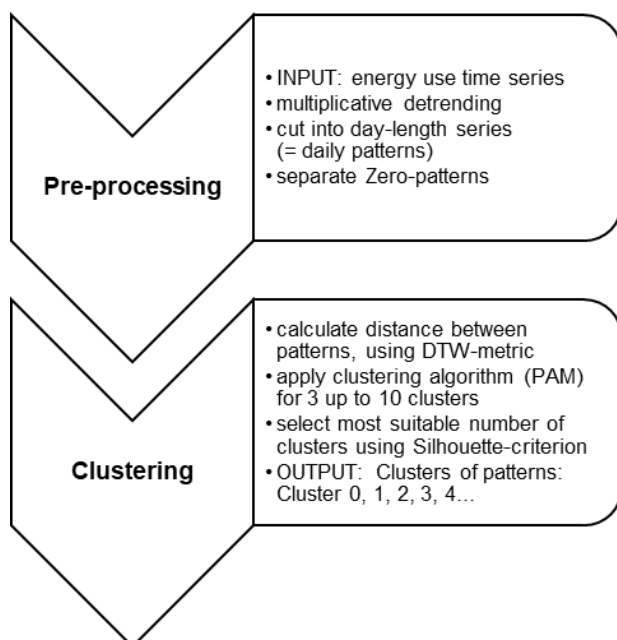 Pre-processing
• INPUT: energy use time series
• multiplicative detrending
• cut into day-length series
(= daily patterns)
• separate Zero-patterns
Clustering
• calculate distance between
patterns, using DTW-metric
• apply clustering algorithm (PAM)
for 3 up to 10 clusters
• select most suitable number of
clusters using Silhouette-criterion
• OUTPUT: Clusters of patterns:
Cluster 0, 1, 2, 3, 4...